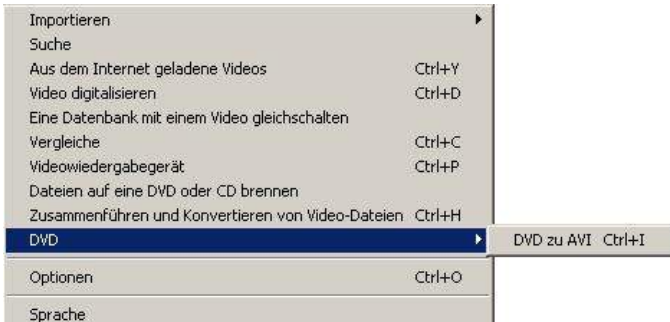 Importieren
Suche
Aus dem Internet geladene Videos Ctrl+Y
Video digitalisieren Ctrl+D
Eine Datenbank mit einem Video gleichschalten
Vergleiche Ctrl+C
Videowiedergabegerät Ctrl+P
Dateien auf eine DVD oder CD brennen
Zusammenführen und Konvertieren von Video-Dateien Ctrl+H
DVD DVD zu AVI Ctrl+I
Optionen Ctrl+O
Sprache